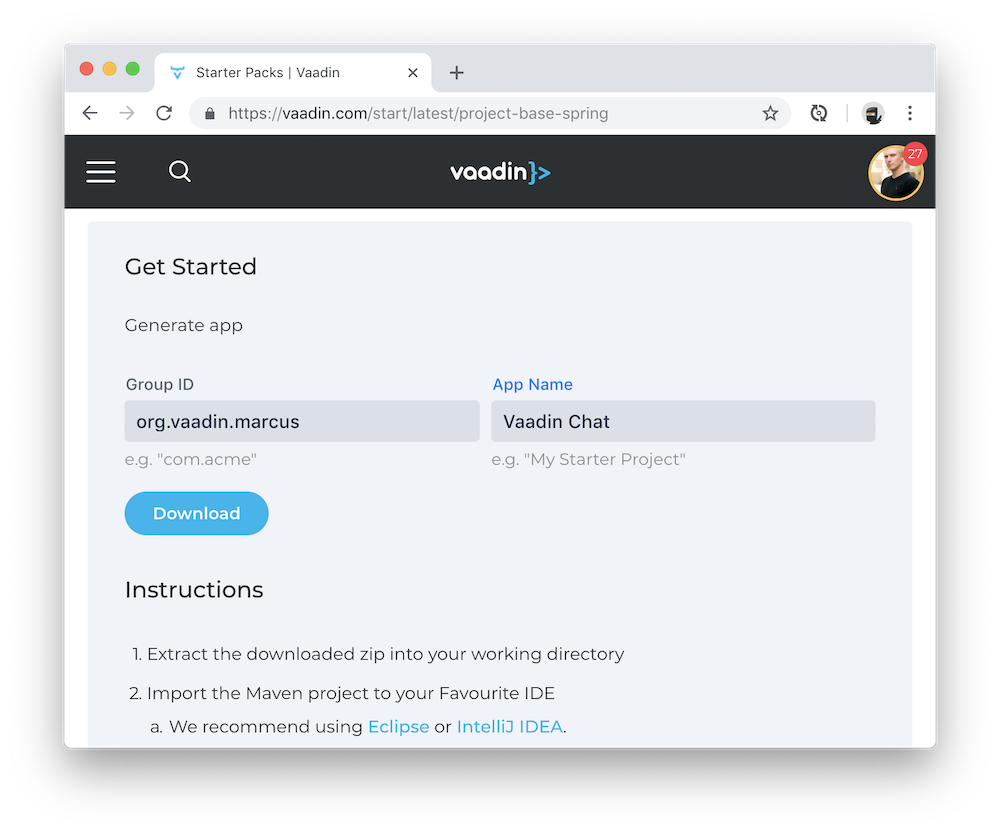 Starter Packs | Vaadin
https://vaadin.com/start/latest/project-base-spring
vaadin}>
27
Get Started
Generate app
Group ID
App Name
org.vaadin.marcus
Vaadin Chat
e.g. "com.acme"
e.g. "My Starter Project"
Download
Instructions
1. Extract the downloaded zip into your working directory
2. Import the Maven project to your Favourite IDE
a. We recommend using Eclipse or IntelliJ IDEA.